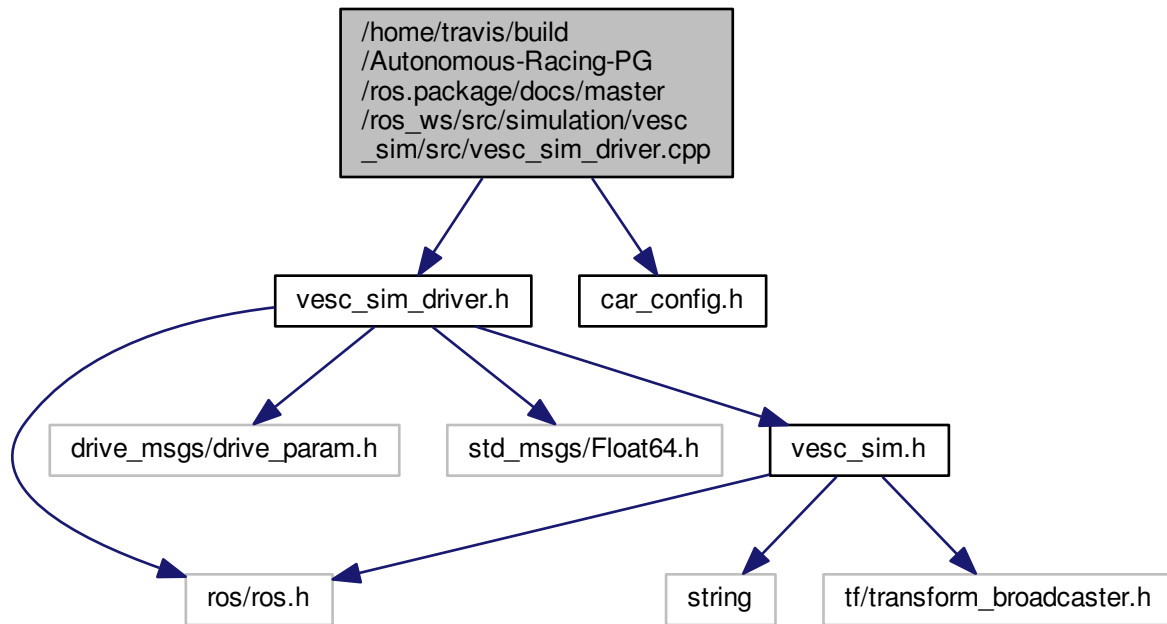 /home/travis/build
/Autonomous-Racing-PG
/ros.package/docs/master
/ros_ws/src/simulation/vesc
_sim/src/vesc_sim_driver.cpp
vesc_sim_driver.h
car_config.h
drive_msgs/drive_param.h
std_msgs/Float64.h
vesc_sim.h
ros/ros.h
string
tf/transform_broadcaster.h